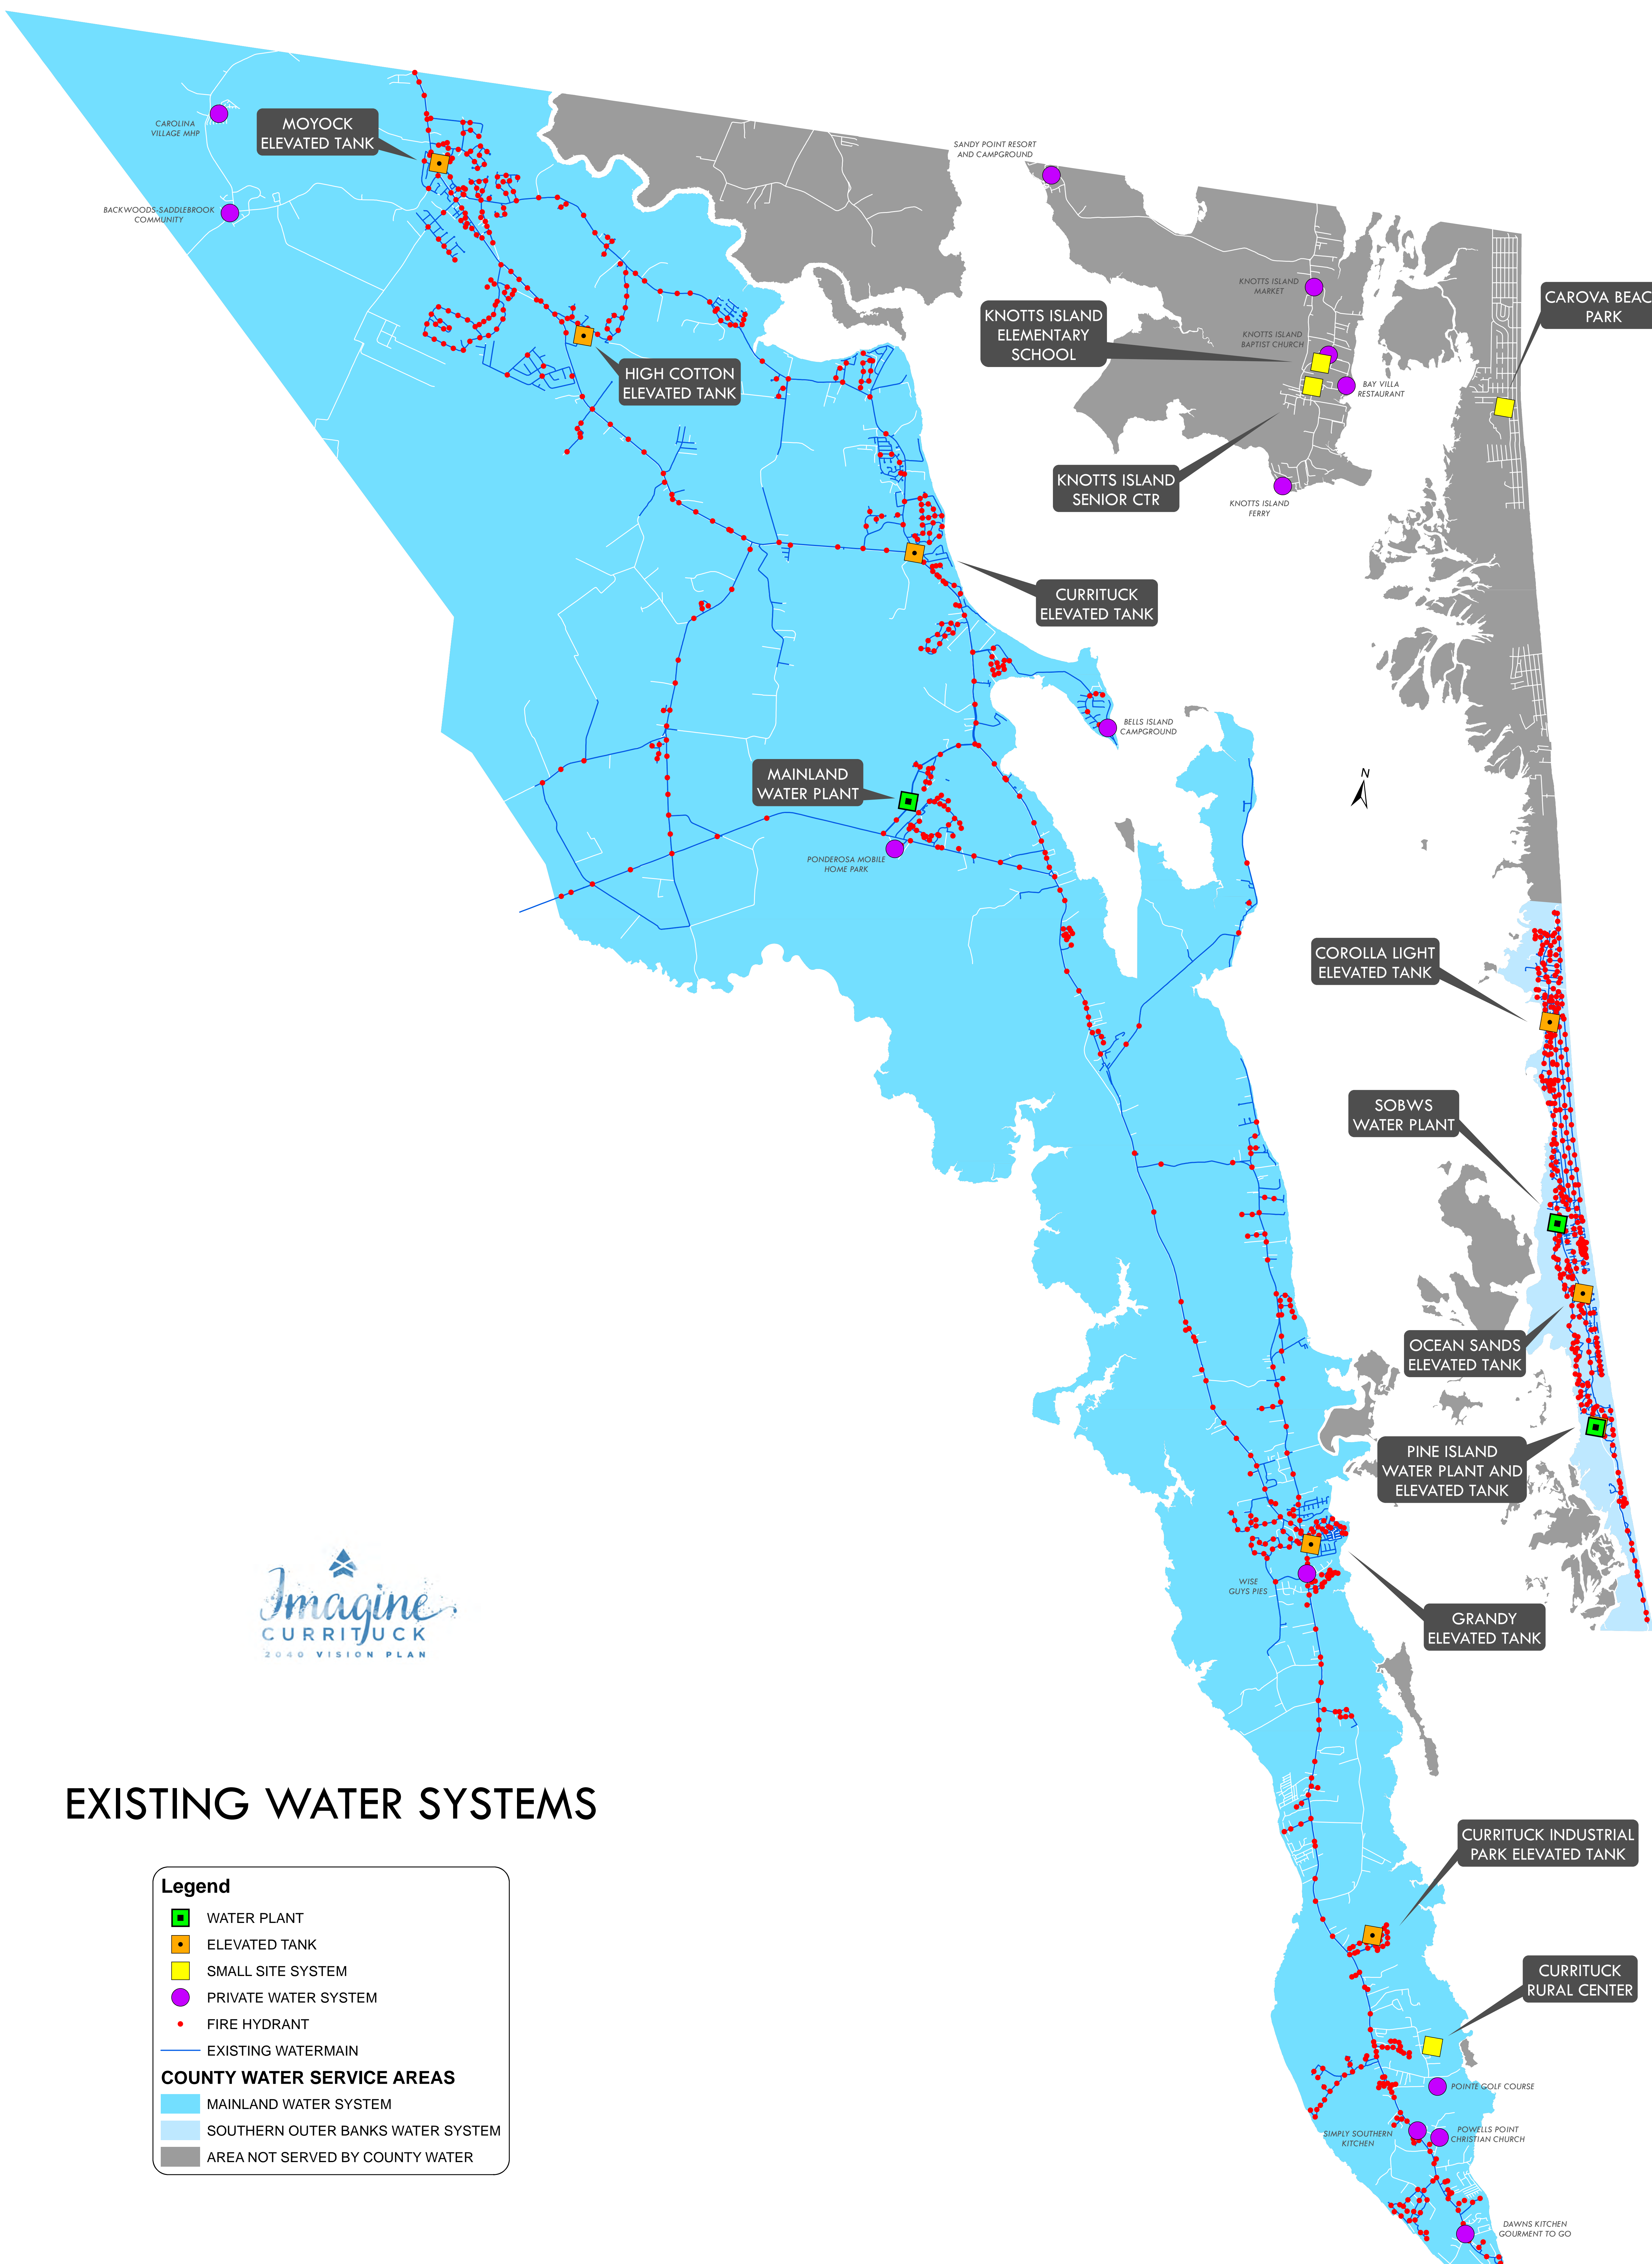 CAROLINA
VILLAGE MHP
MOYOCK
ELEVATED TANK
BACKWOODS-SADDLEBROOK
COMMUNITY
SANDY POINT RESORT
AND CAMPGROUND
KNOTTS ISLAND
MARKET
CAROVA BEAC
PARK
KNOTTS ISLAND
ELEMENTARY
SCHOOL
KNOTTS ISLAND
BAPTIST CHURCH
HIGH COTTON
ELEVATED TANK
BAY VILLA
RESTAURANT
KNOTTS ISLAND
SENIOR CTR
KNOTTS ISLAND
FERRY
CURRITUCK
ELEVATED TANK
BELLS ISLAND
CAMPGROUND
MAINLAND
WATER PLANT
N
PONDEROSA MOBILE
HOME PARK
COROLLA LIGHT
ELEVATED TANK
SOBWS
WATER PLANT
OCEAN SANDS
ELEVATED TANK
PINE ISLAND
WATER PLANT AND
ELEVATED TANK
WISE
GUYS PIES
GRANDY
ELEVATED TANK
Imagine
CURRITUCK
2040 VISION PLAN
EXISTING WATER SYSTEMS
CURRITUCK INDUSTRIAL
PARK ELEVATED TANK
CURRITUCK
RURAL CENTER
POINTE GOLF COURSE
SIMPLY SOUTHERN
KITCHEN
POWELLS POINT
CHRISTIAN CHURCH
DAWNS KITCHEN
GOURMENT TO GO
Legend
WATER PLANT
ELEVATED TANK
SMALL SITE SYSTEM
PRIVATE WATER SYSTEM
FIRE HYDRANT
EXISTING WATERMAIN
COUNTY WATER SERVICE AREAS
MAINLAND WATER SYSTEM
SOUTHERN OUTER BANKS WATER SYSTEM
AREA NOT SERVED BY COUNTY WATER